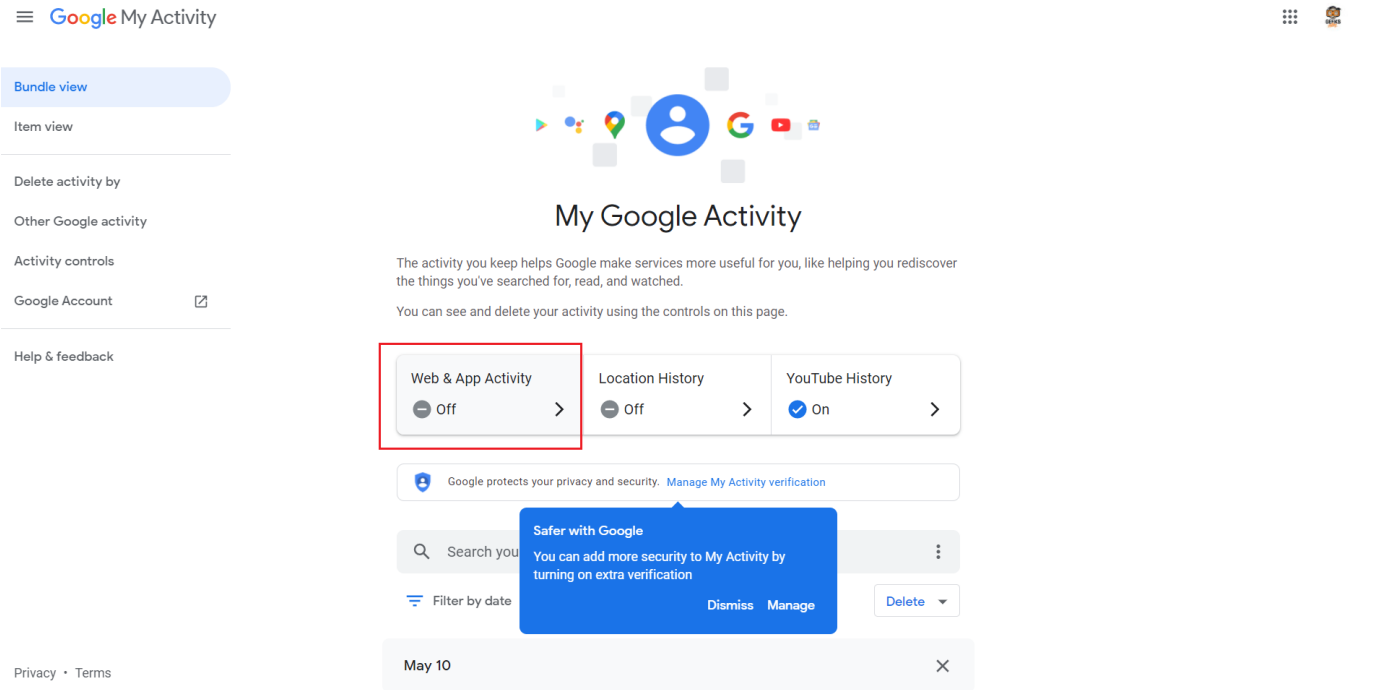 Google My Activity
Bundle view
Item view
Delete activity by
Other Google activity
Activity controls
Google Account
Help & feedback
My Google Activity
The activity you keep helps Google make services more useful for you, like helping you rediscover
the things you've searched for, read, and watched.
You can see and delete your activity using the controls on this page.
Web & App Activity
Off
Location History
Off
YouTube History
On
Google protects your privacy and security. Manage My Activity verification
Search you
Safer with Google
You can add more security to My Activity by
turning on extra verification
Dismiss Manage
Filter by date
Delete
May 10
Privacy • Terms